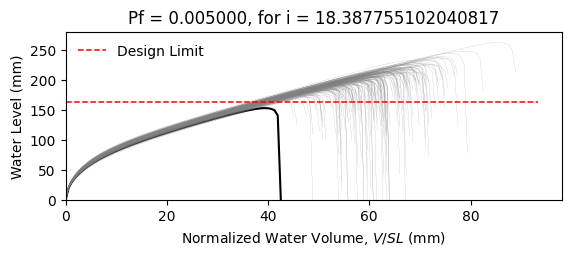 Pf = 0.005000, for i = 18.387755102040817
Design Limit
Water Level (mm)
250
200
150
100
50
0
0 20 40 60 80
Normalized Water Volume, V/SL (mm)